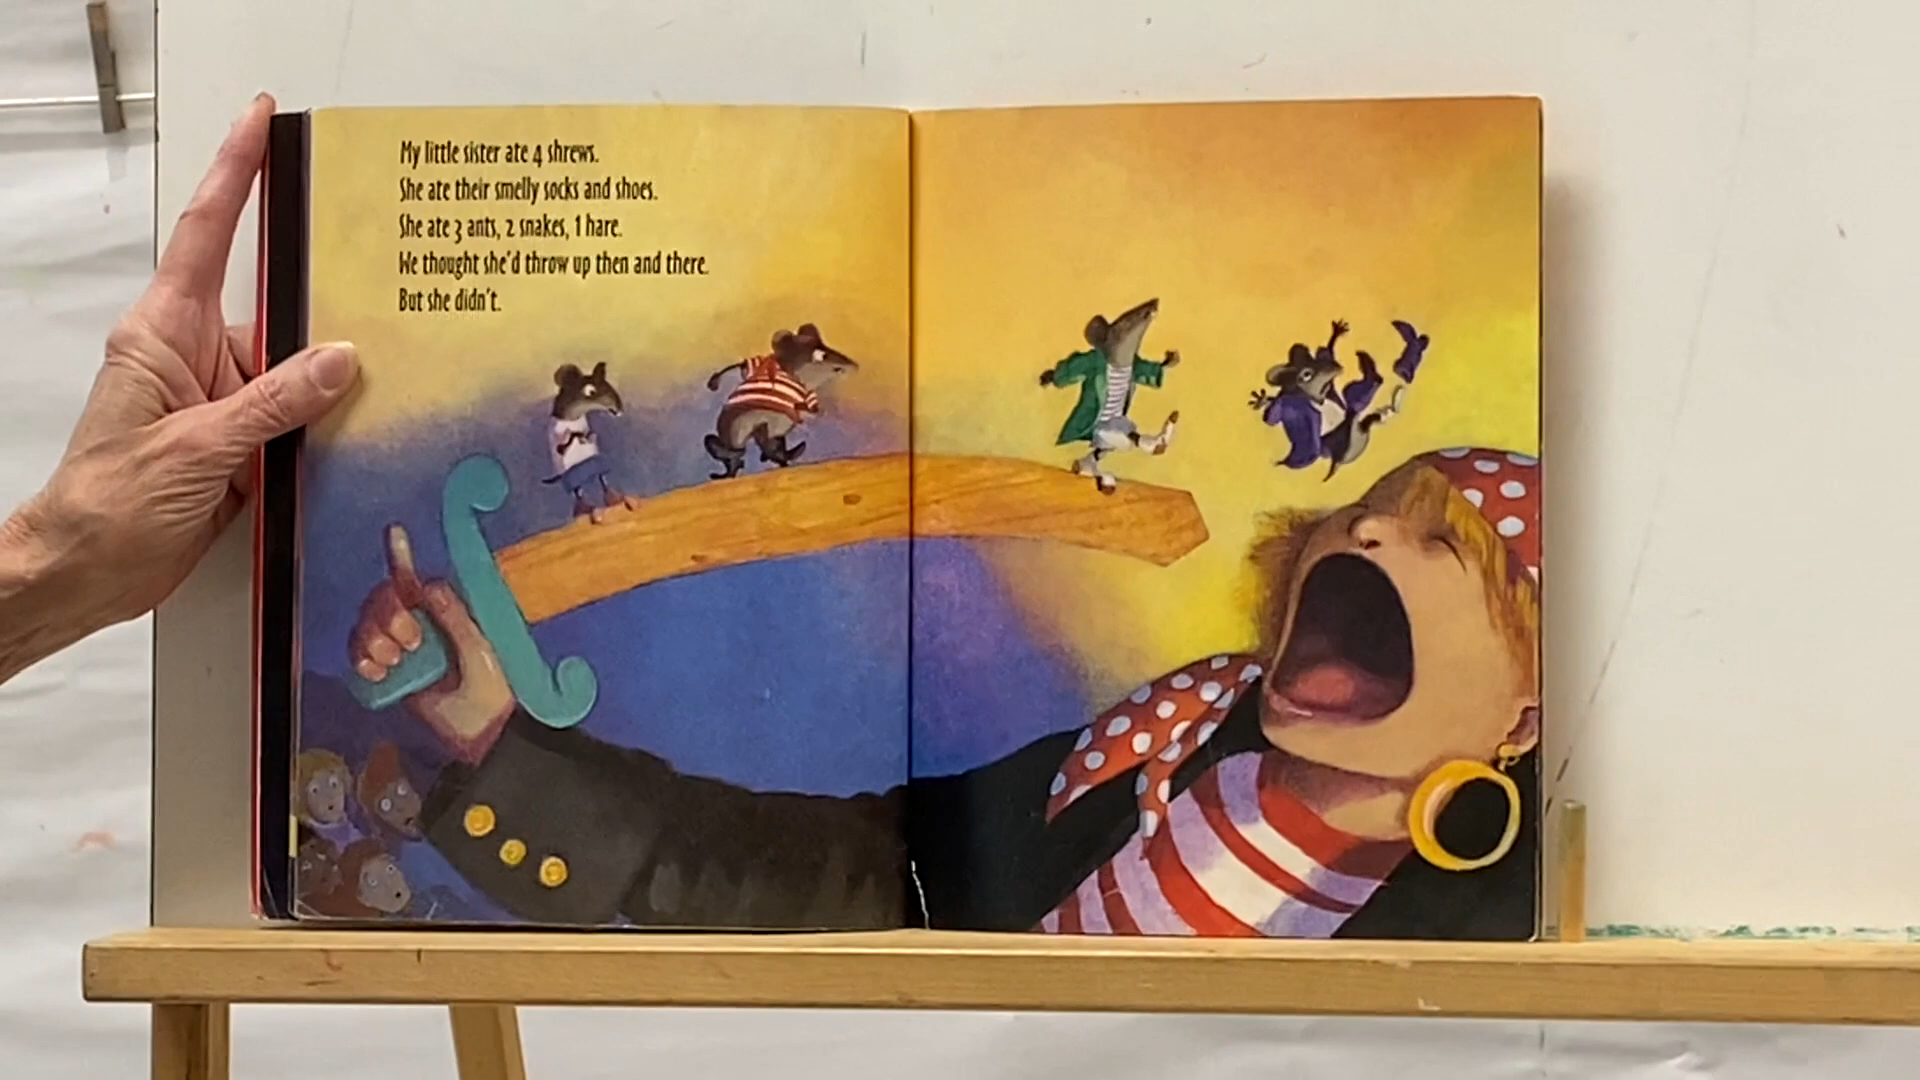 My little sister ate 4 shrews.
She ate their smelly socks and shoes.
She ate 3 ants, 2 snakes, 1 hare.
We thought she'd throw up then and there.
But she didn't.